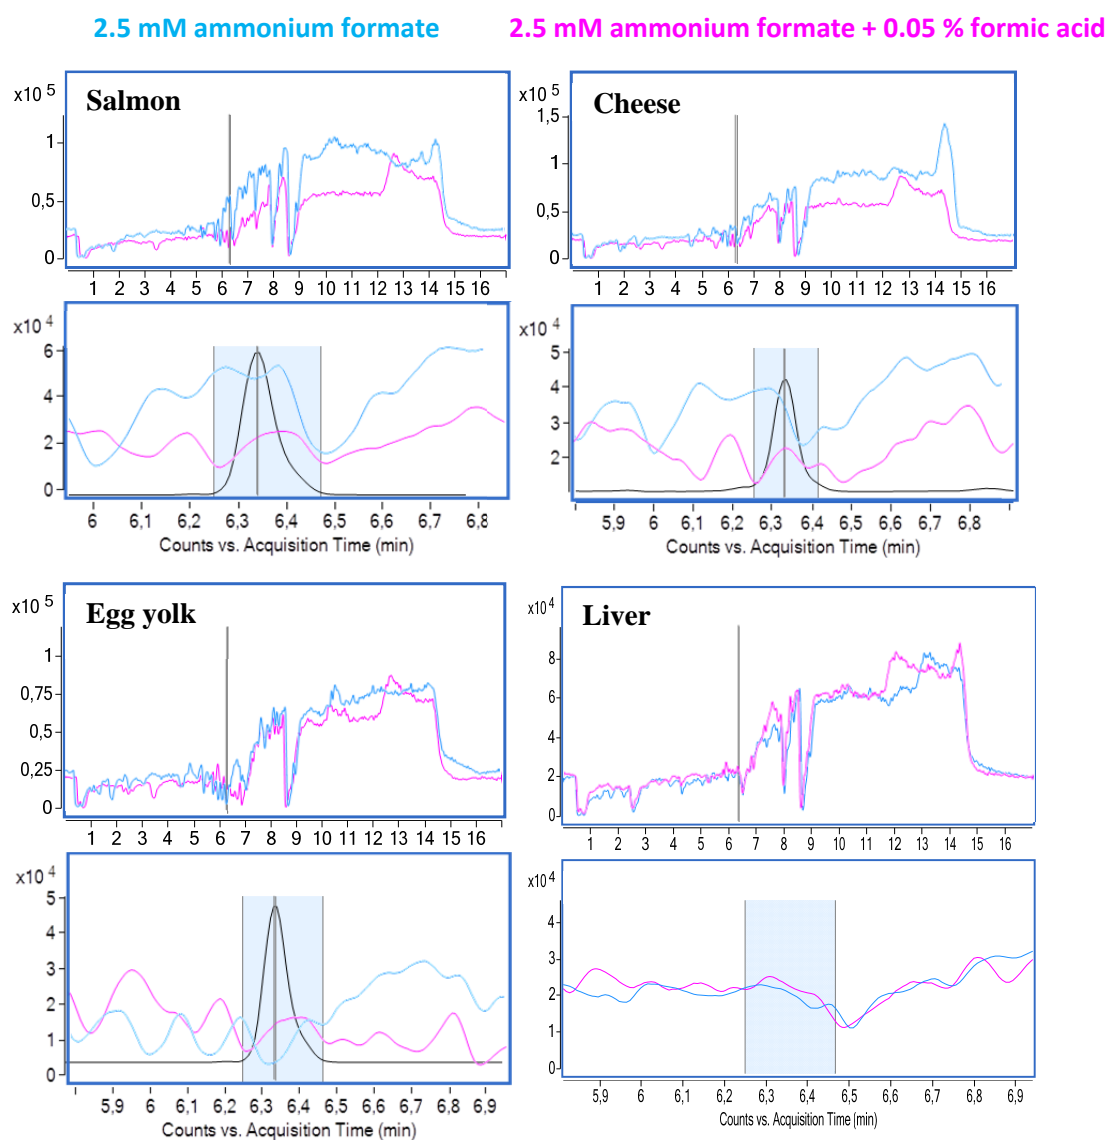 2.5 mM ammonium formate
2.5 mM ammonium formate + 0.05 % formic acid
x10 5
Salmon
1
0,5
0
1 2 3 4 5 6 7 8 9 10 11 12 13 14 15 16
x10 5
Cheese
1,5
1
0,5
0
1 2 3 4 5 6 7 8 9 10 11 12 13 14 15 16
x10 4
6
4
2
0
6 6,1 6,2 6,3 6,4 6,5 6,6 6,7 6,8
Counts vs. Acquisition Time (min)
x10 4
5
4
3
2
5,9 6 6,1 6,2 6,3 6,4 6,5 6,6 6,7 6,8
Counts vs. Acquisition Time (min)
x10 5
Egg yolk
1
0,75
0,5
0,25
0
1 2 3 4 5 6 7 8 9 10 11 12 13 14 15 16
x10 4
Liver
8
6
4
2
0
1 2 3 4 5 6 7 8 9 10 11 12 13 14 15 16
x10 4
5
4
3
2
1
0
5,9 6 6,1 6,2 6,3 6,4 6,5 6,6 6,7 6,8 6,9
Counts vs. Acquisition Time (min)
x10 4
4
3
2
1
0
5,9 6 6,1 6,2 6,3 6,4 6,5 6,6 6,7 6,8 6,9
Counts vs. Acquisition Time (min)